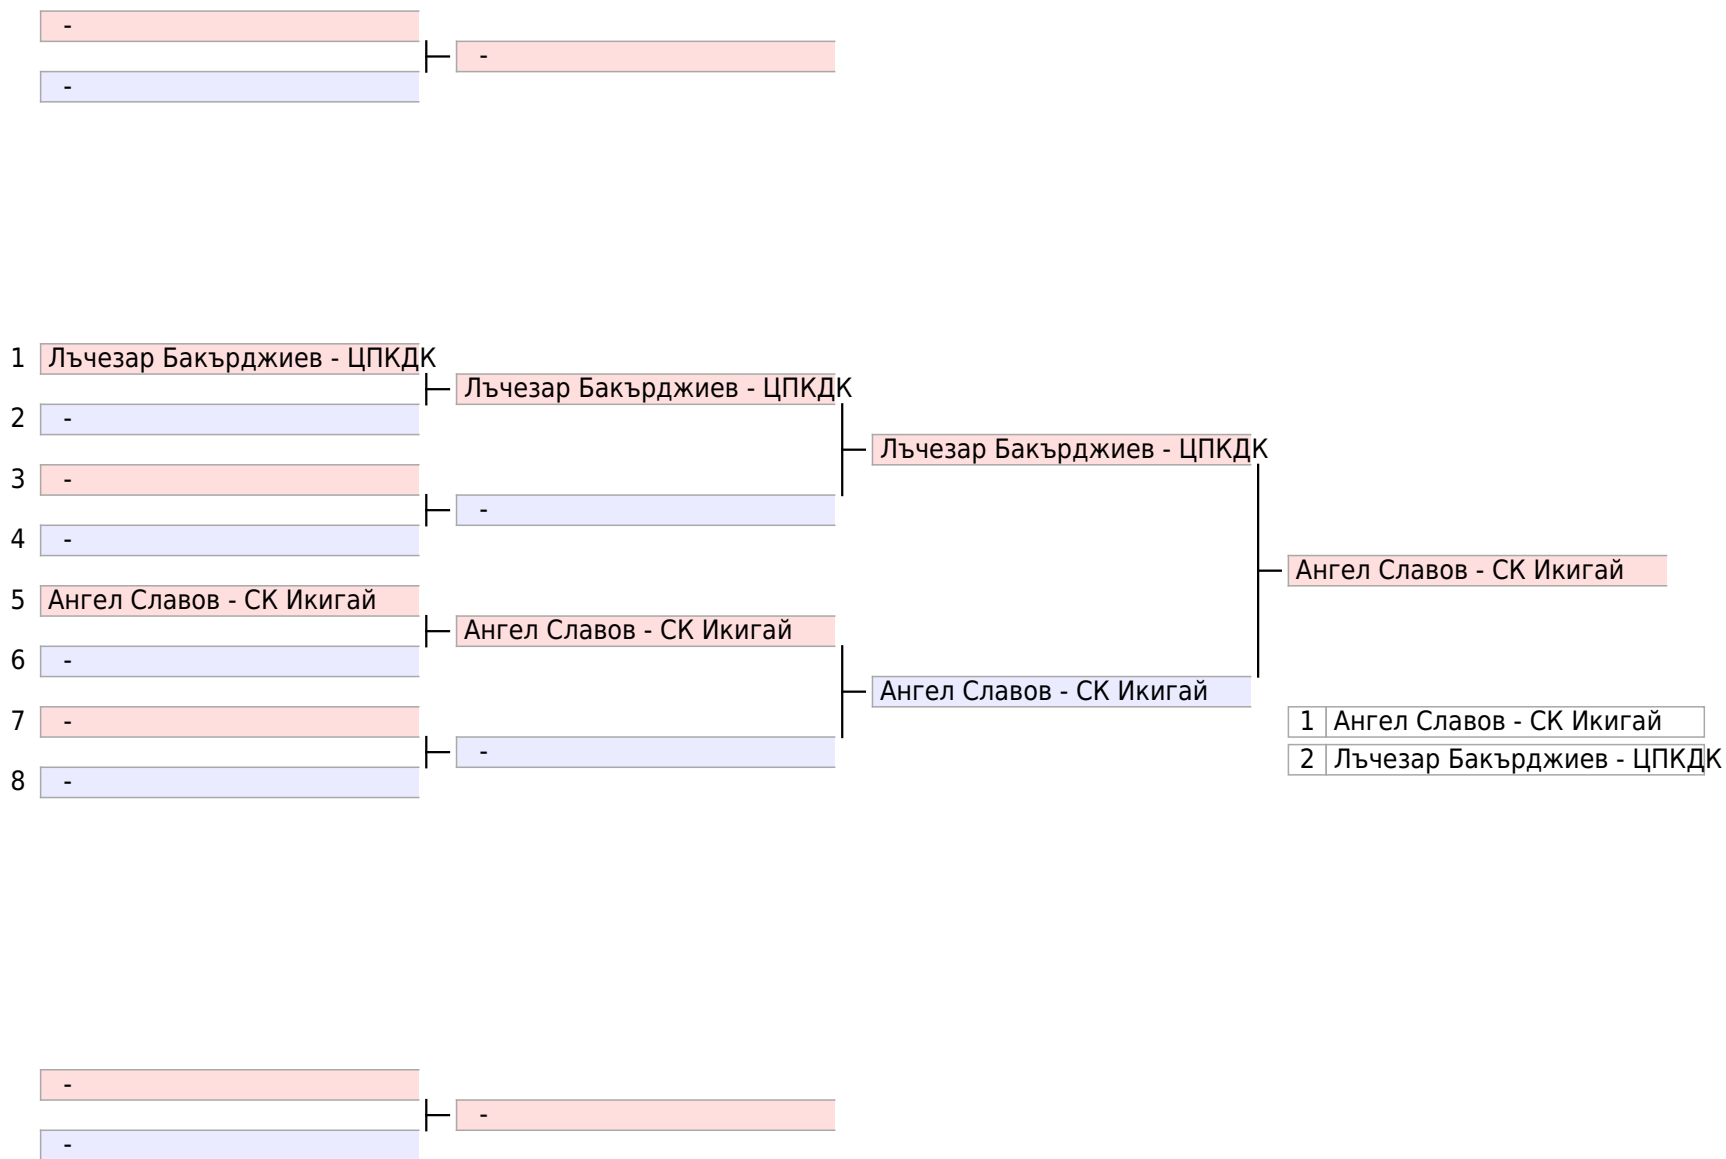 -
-
-
1 Лъчезар Бакърджиев - ЦПКДК
Лъчезар Бакърджиев - ЦПКДК
2 -
Лъчезар Бакърджиев - ЦПКДК
3 -
-
4 -
Ангел Славов - СК Икигай
5 Ангел Славов - СК Икигай
Ангел Славов - СК Икигай
6 -
Ангел Славов - СК Икигай
7 -
1 Ангел Славов - СК Икигай
-
2 Лъчезар Бакърджиев - ЦПКДК
8 -
-
-
-